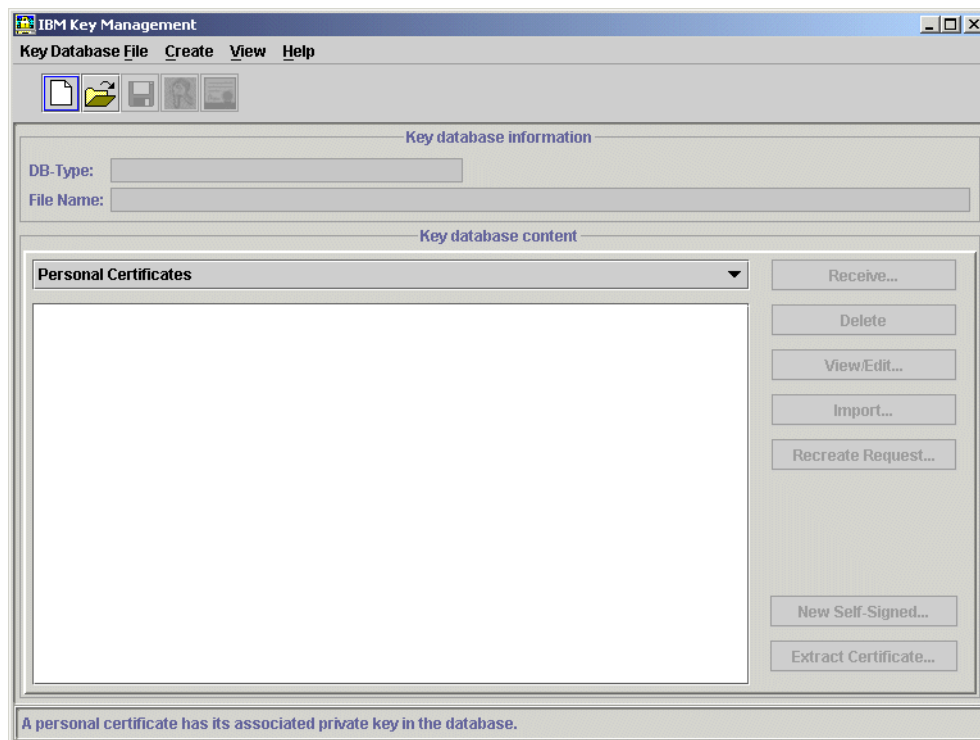 IBM Key Management
Key Database File Create View Help
Key database information
DB-Type:
File Name:
Key database content
Personal Certificates
Receive...
Delete
View/Edit...
Import...
Recreate Request...
New Self-Signed...
Extract Certificate...
A personal certificate has its associated private key in the database.